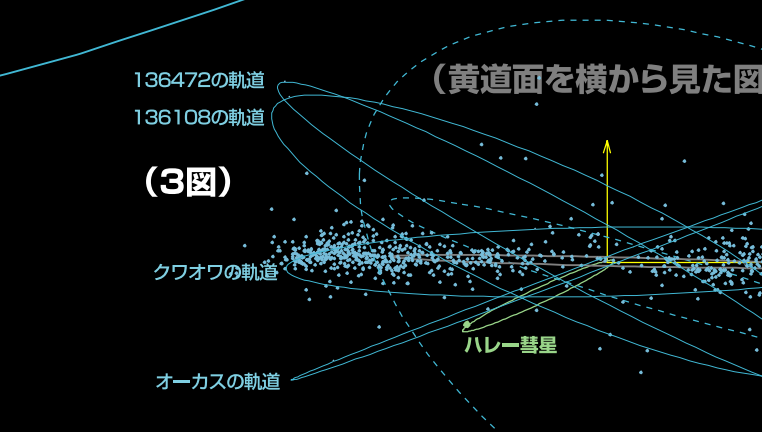 （黄道面を横から見た図
136472の軌道
136108の軌道
（3図）
クワオワの軌道
ハレー彗星
オーカスの軌道